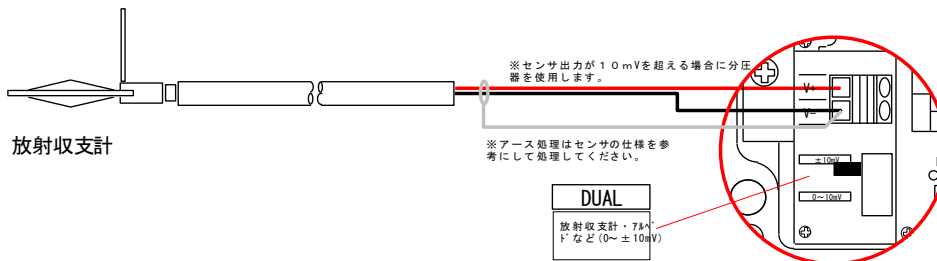 ※センサ出力が１０ｍVを超える場合に分圧
器を使用します。
V+
V−
放射収支計
※アース処理はセンサの仕様を参
考にして処理してください。
±10mV
0～10mV
DUAL
放射収支計・ｱﾙﾍﾞ
ﾄﾞなど(0～±10mV)